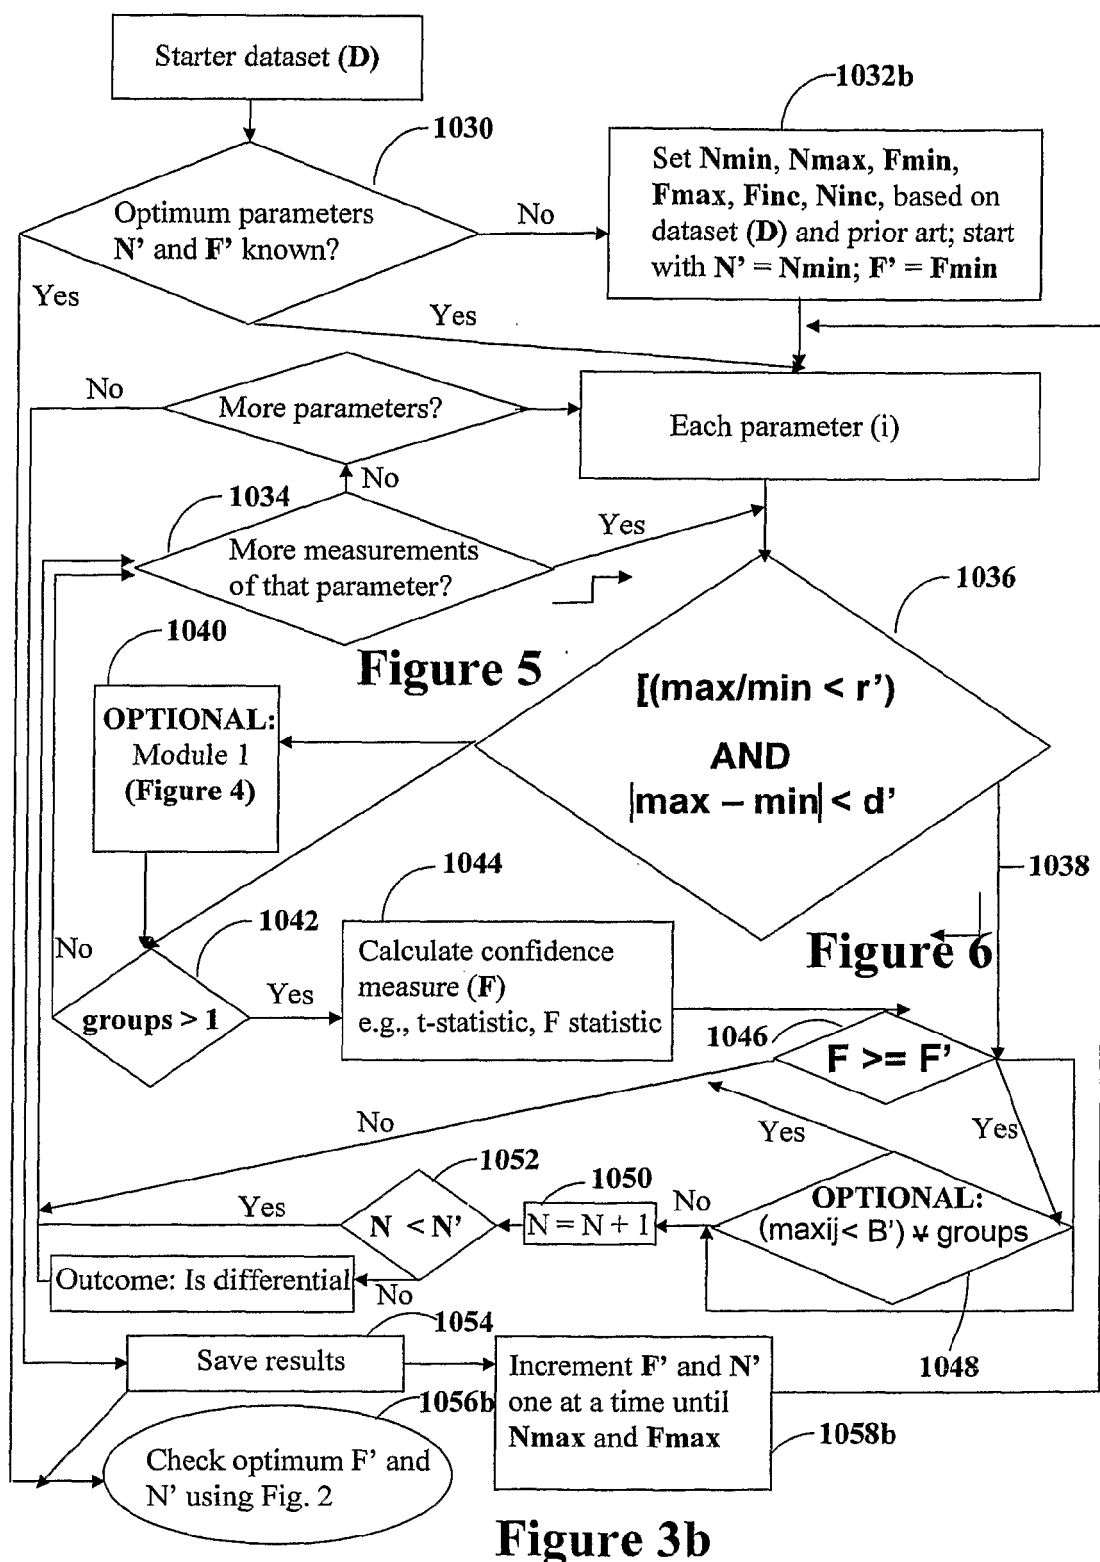 Starter dataset (D)
1030
1032b
Optimum parameters
N’ and F’ known?
No
Set Nmin, Nmax, Fmin,
Fmax, Finc, Ninc, based on
dataset (D) and prior art; start
with N’ = Nmin; F’ = Fmin
Yes
Yes
No
More parameters?
Each parameter (i)
No
1034
More measurements
of that parameter?
Yes
1036
1040
Figure 5
OPTIONAL:
Module 1
(Figure 4)
[(max/min < r’)
AND
|max – min| < d’
1038
1044
1042
No
groups > 1
Yes
Calculate confidence
measure (F)
e.g., t-statistic, F statistic
Figure 6
1046
F >= F’
No
Yes
Yes
1052
1050
Yes
N < N’
N = N + 1
No
OPTIONAL:
(maxij< B’) ∀ groups
Outcome: Is differential
No
1054
1048
Save results
Increment F’ and N’
one at a time until
Nmax and Fmax
1056b
1058b
Check optimum F’ and
N’ using Fig. 2
Figure 3b